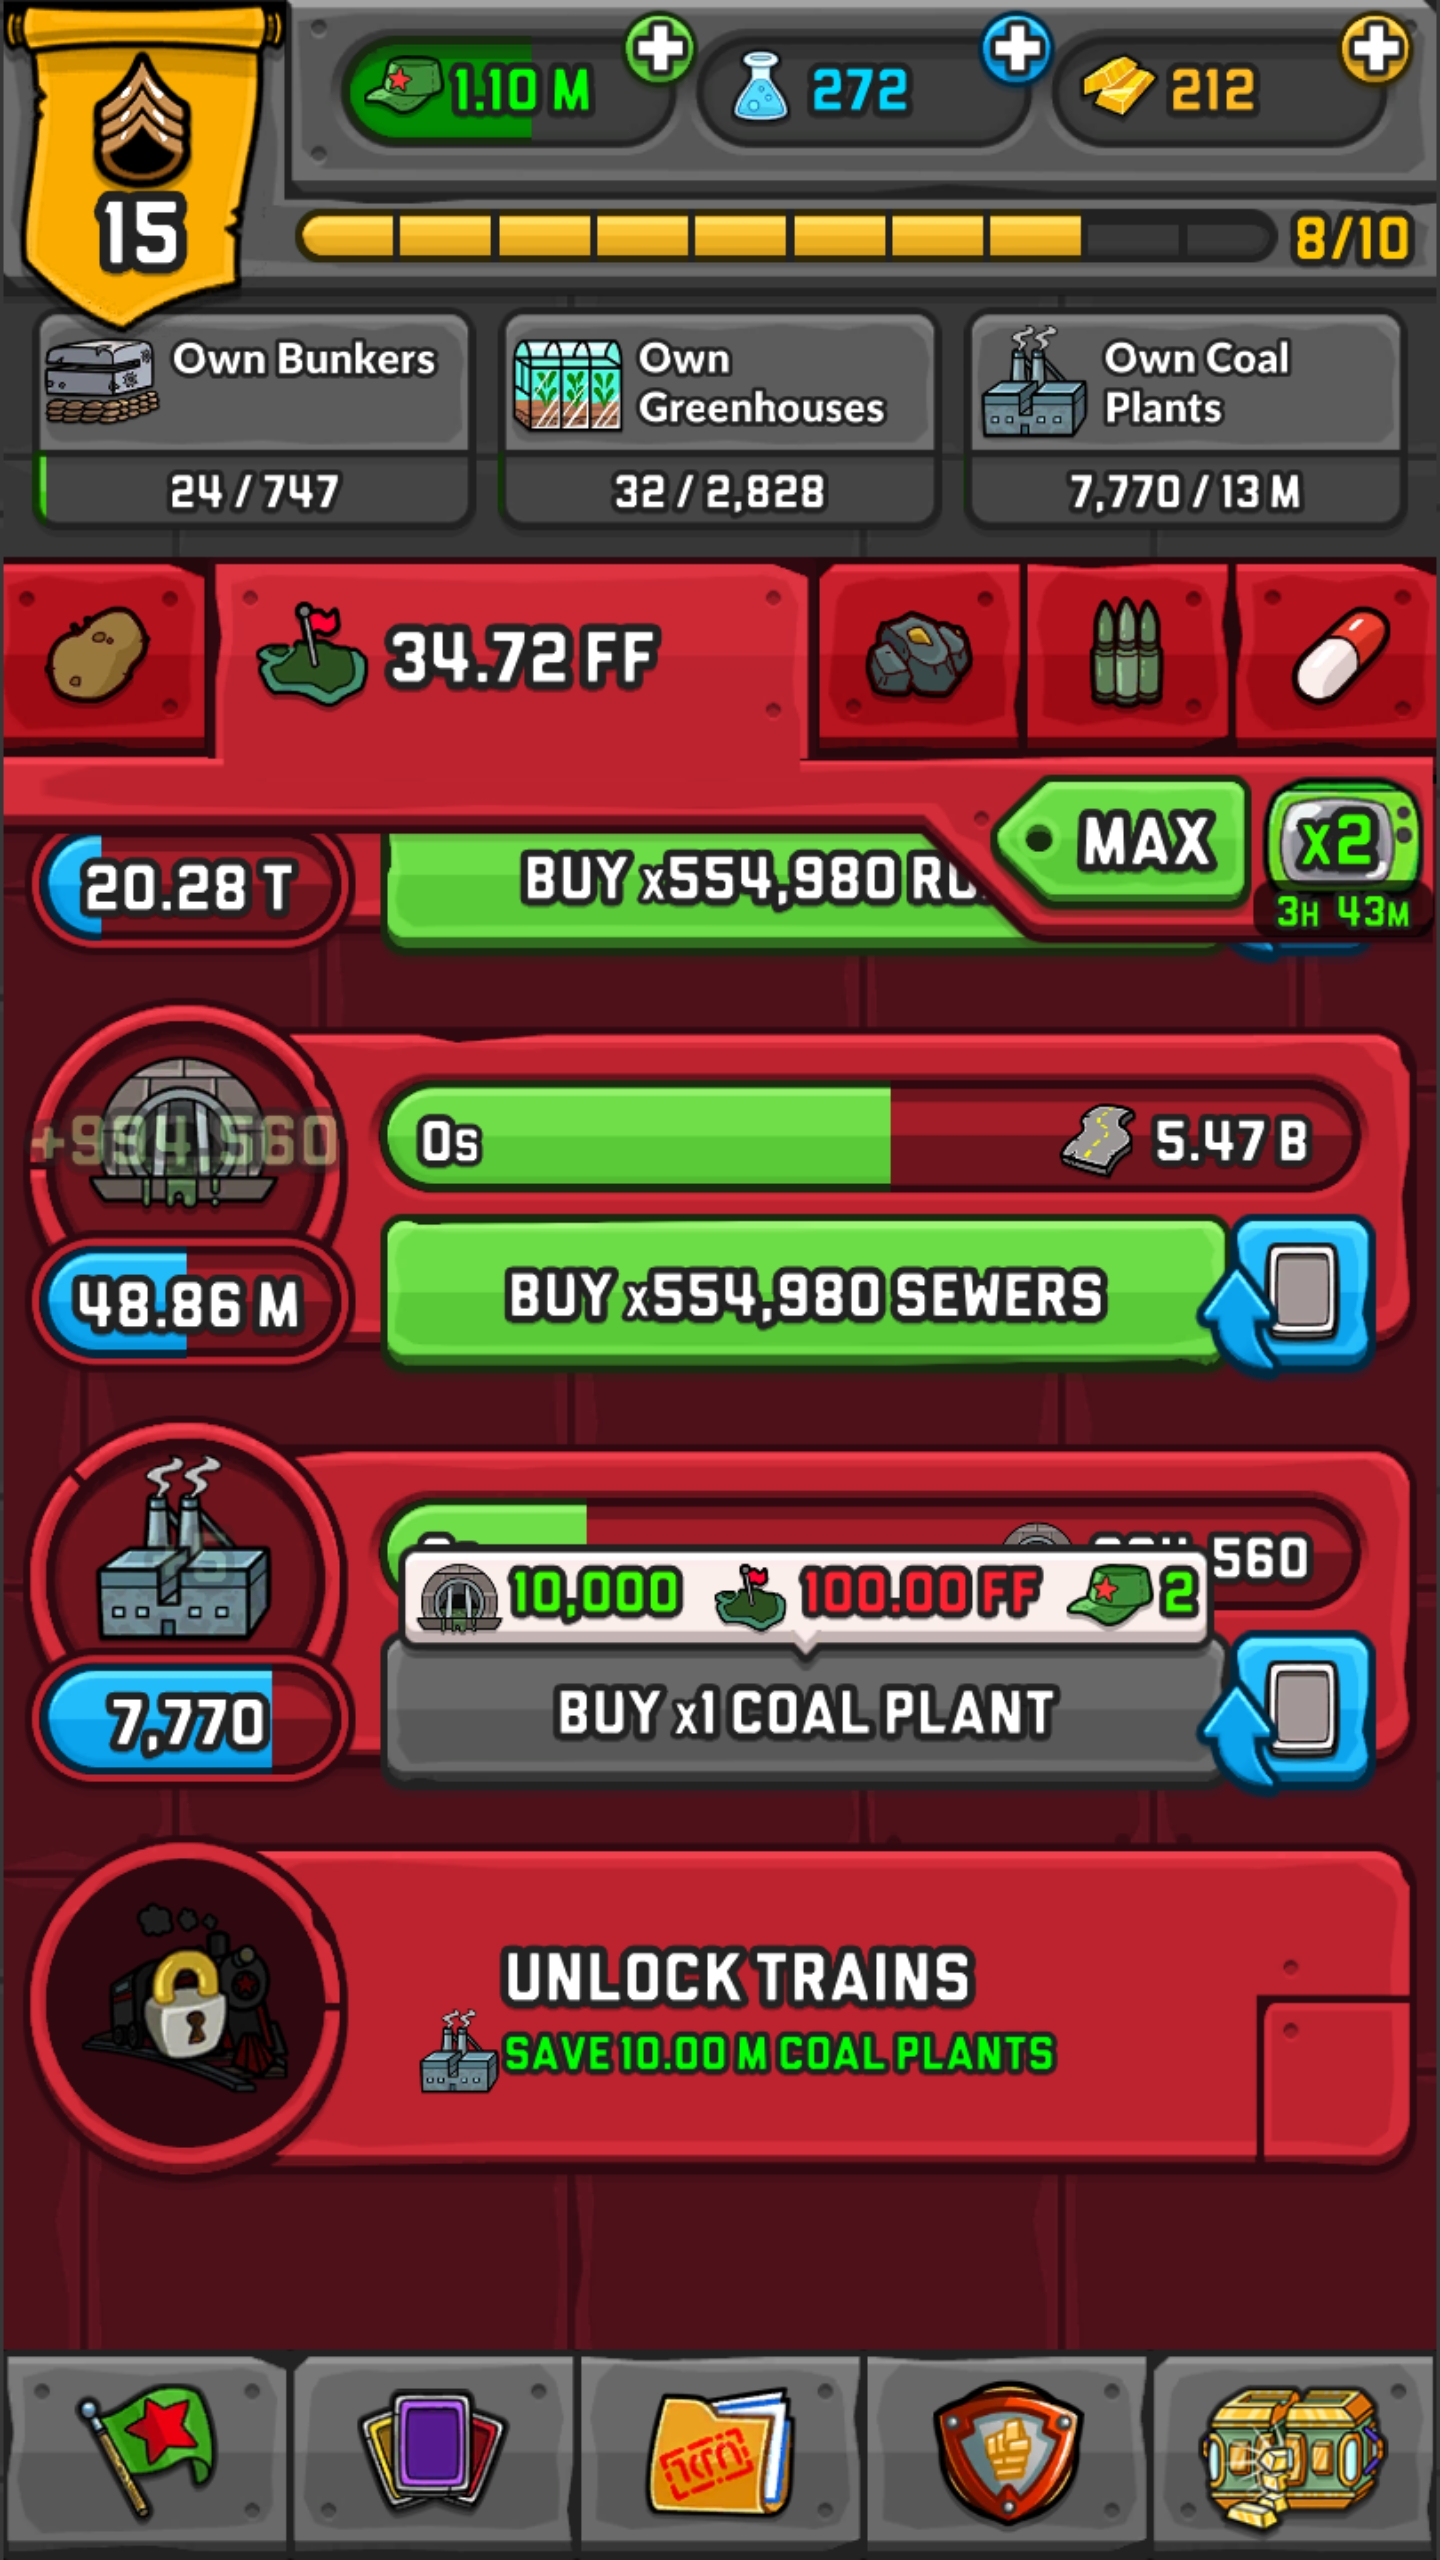 15
1.10 M
272
212
8/10
Own Bunkers
24 / 747
Own
Greenhouses
32 / 2,828
Own Coal
Plants
7,770 / 13 M
34.72 FF
MAX
x2
3H 43M
20.28 T
BUY x554,980
+994,560
0s
5.47 B
48.86 M
BUY x554,980 SEWERS
560
10,000
100.00 FF
2
7,770
BUY x1 COAL PLANT
UNLOCK TRAINS
SAVE 10.00 M COAL PLANTS